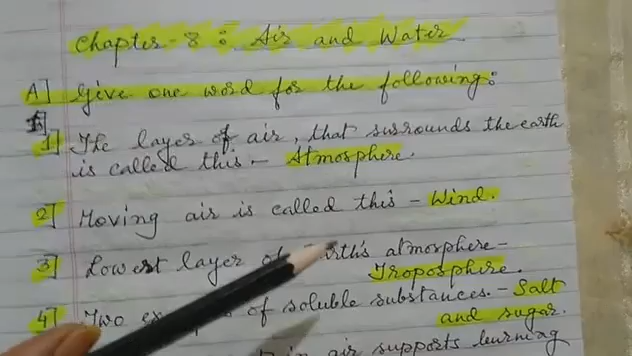 Chapter-8: Air and Water
A] Give one word for the following:
1] The layer of air, that surrounds the earth
is called this - Atmosphere.
2] Moving air is called this - Wind.
3] Lowest layer of Earth's atmosphere -
Troposphere.
4] Two of soluble substances. - Salt
and sugar.
in air supports burning